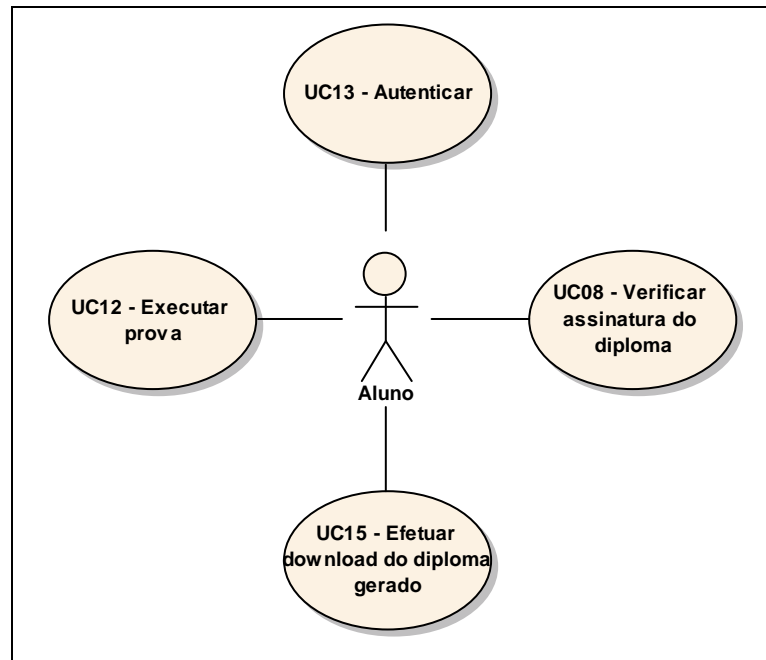 UC13 - Autenticar
UC12 - Executar
prova
UC08 - Verificar
assinatura do
diploma
Aluno
UC15 - Efetuar
download do diploma
gerado